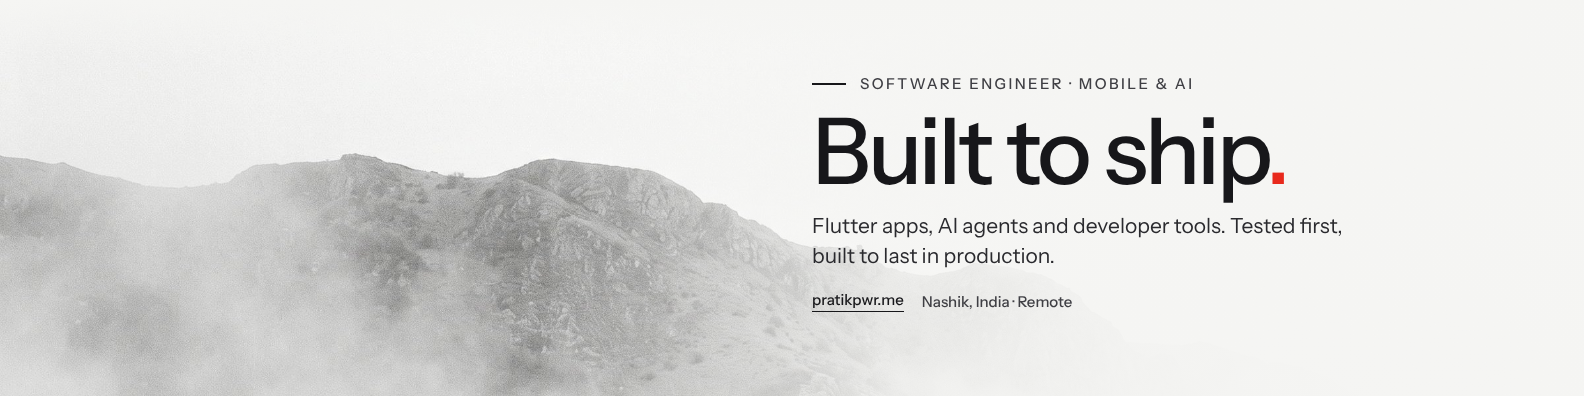 SOFTWARE ENGINEER · MOBILE & AI
Built to ship.
Flutter apps, AI agents and developer tools. Tested first,
built to last in production.
pratikpwr.me Nashik, India · Remote